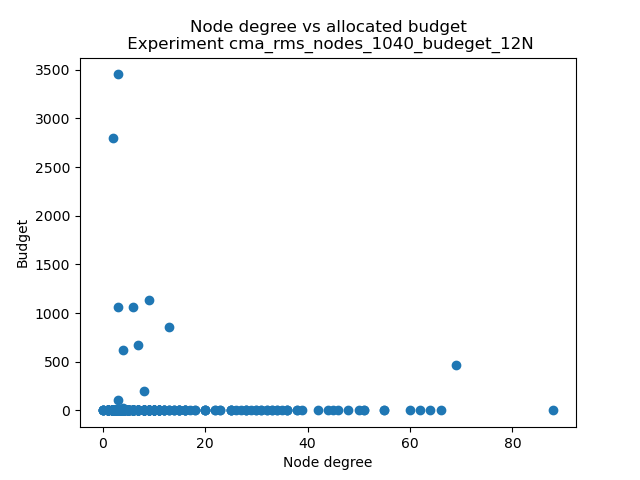 Node degree vs allocated budget
Experiment cma_rms_nodes_1040_budeget_12N
3500
3000
2500
2000
1500
1000
500
0
Budget
0 20 40 60 80
Node degree